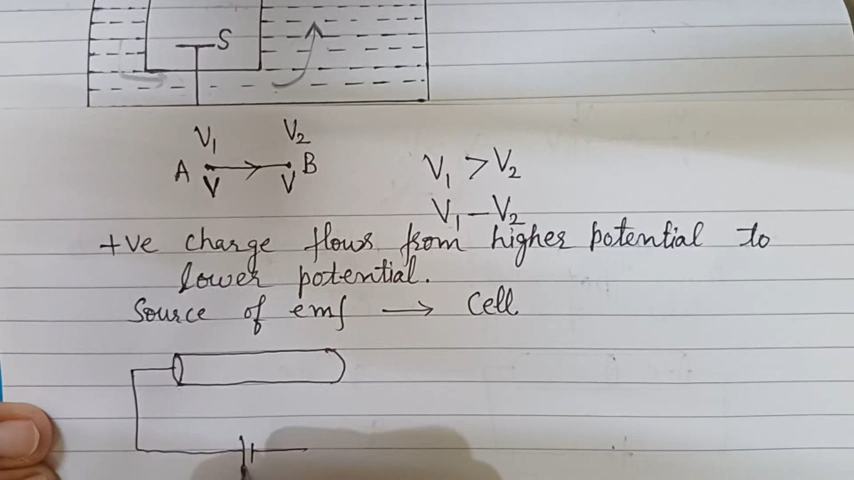 S
V₁ V₂
A B V₁ > V₂
V V
V₁ - V₂
+ve charge flows from higher potential to
lower potential.
Source of emf → Cell